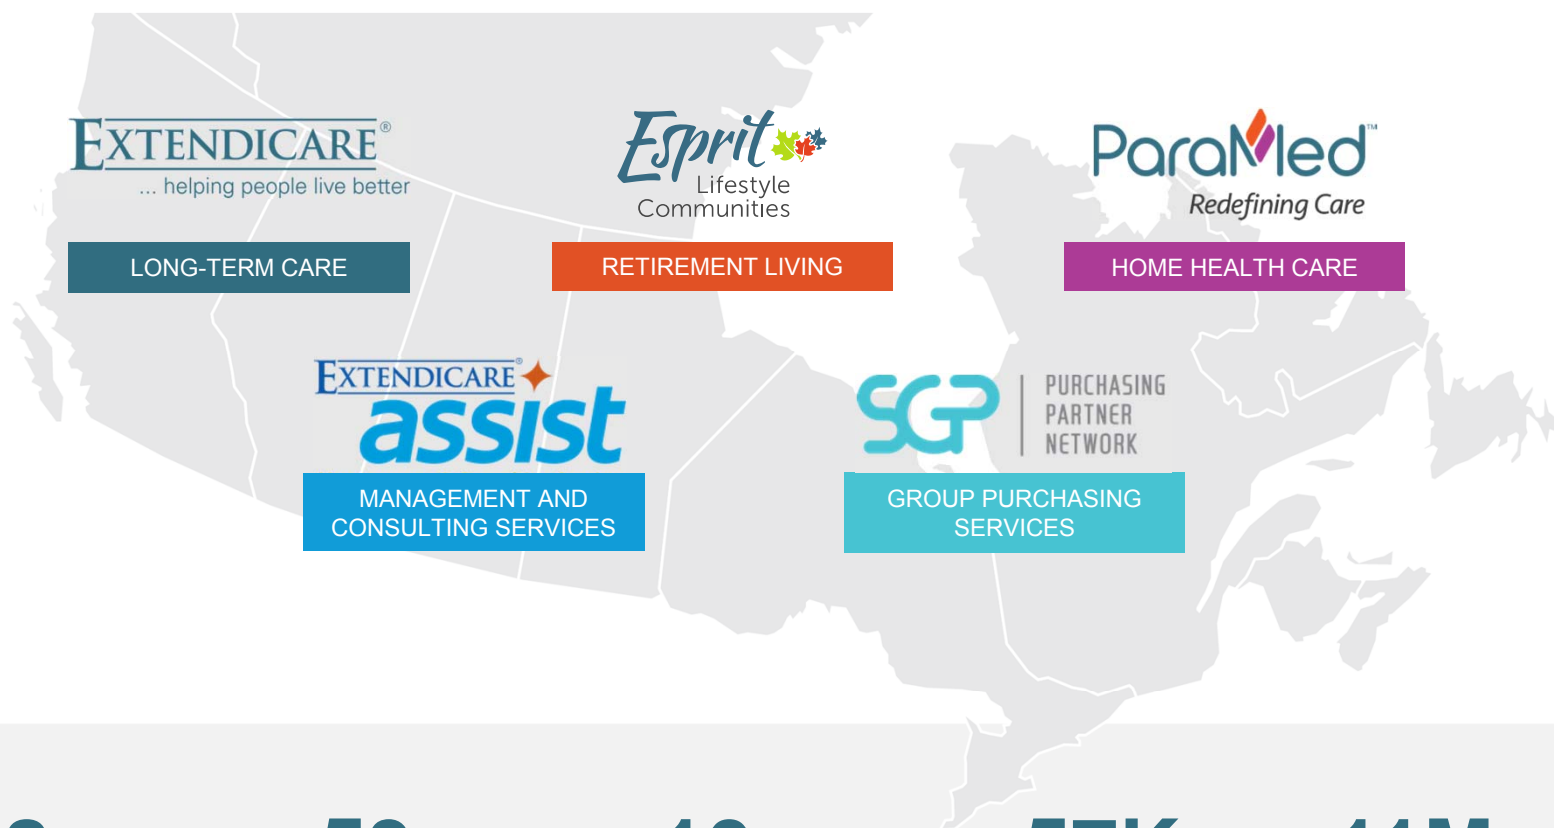 EXTENDICARE®
... helping people live better
LONG-TERM CARE
Esprit
Lifestyle
Communities
RETIREMENT LIVING
ParaMed™
Redefining Care
HOME HEALTH CARE
EXTENDICARE®
assist
MANAGEMENT AND
CONSULTING SERVICES
SGP
PURCHASING
PARTNER
NETWORK
GROUP PURCHASING
SERVICES